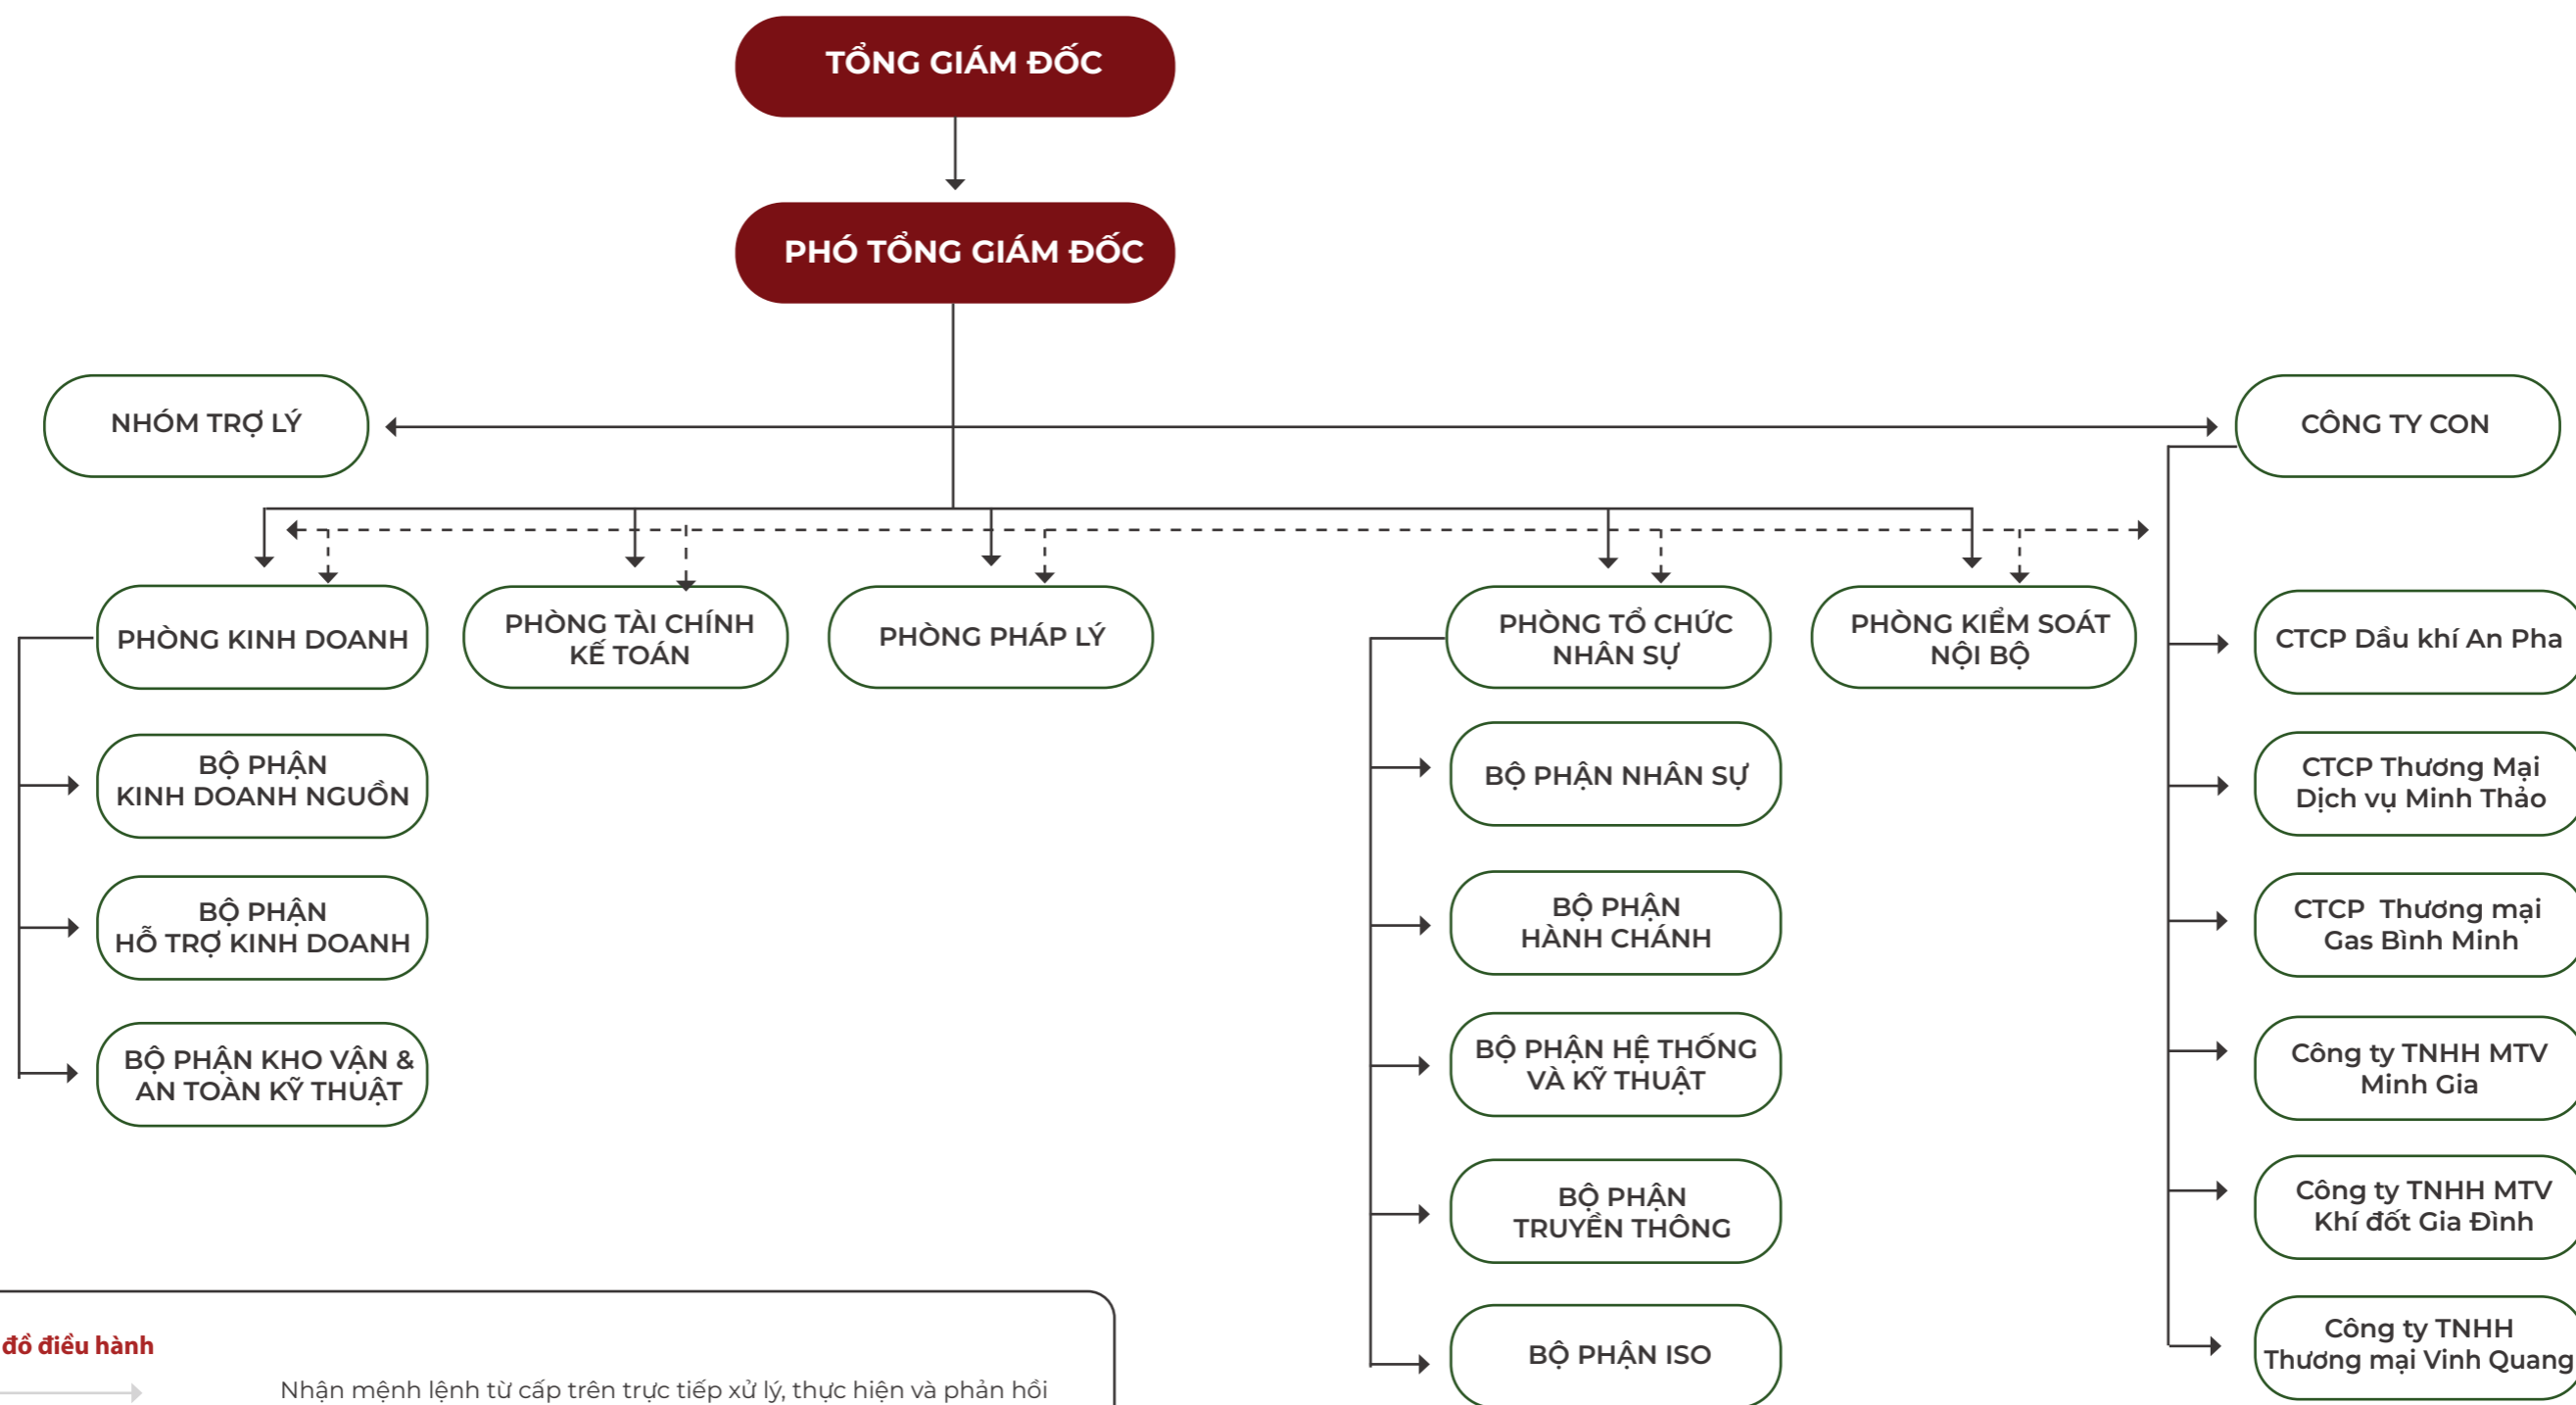 TỔNG GIÁM ĐỐC
PHÓ TỔNG GIÁM ĐỐC
NHÓM TRỢ LÝ
CÔNG TY CON
PHÒNG KINH DOANH
PHÒNG TÀI CHÍNH
KẾ TOÁN
PHÒNG PHÁP LÝ
PHÒNG TỔ CHỨC
NHÂN SỰ
PHÒNG KIỂM SOÁT
NỘI BỘ
BỘ PHẬN
KINH DOANH NGUỒN
BỘ PHẬN
HỖ TRỢ KINH DOANH
BỘ PHẬN KHO VẬN &
AN TOÀN KỸ THUẬT
BỘ PHẬN NHÂN SỰ
BỘ PHẬN
HÀNH CHÁNH
BỘ PHẬN HỆ THỐNG
VÀ KỸ THUẬT
BỘ PHẬN
TRUYỀN THÔNG
BỘ PHẬN ISO
CTCP Dầu khí An Pha
CTCP Thương Mại
Dịch vụ Minh Thảo
CTCP Thương mại
Gas Bình Minh
Công ty TNHH MTV
Minh Gia
Công ty TNHH MTV
Khí đốt Gia Đình
Công ty TNHH
Thương mại Vinh Quang
đồ điều hành
Nhận mệnh lệnh từ cấp trên trực tiếp xử lý, thực hiện và phản hồi